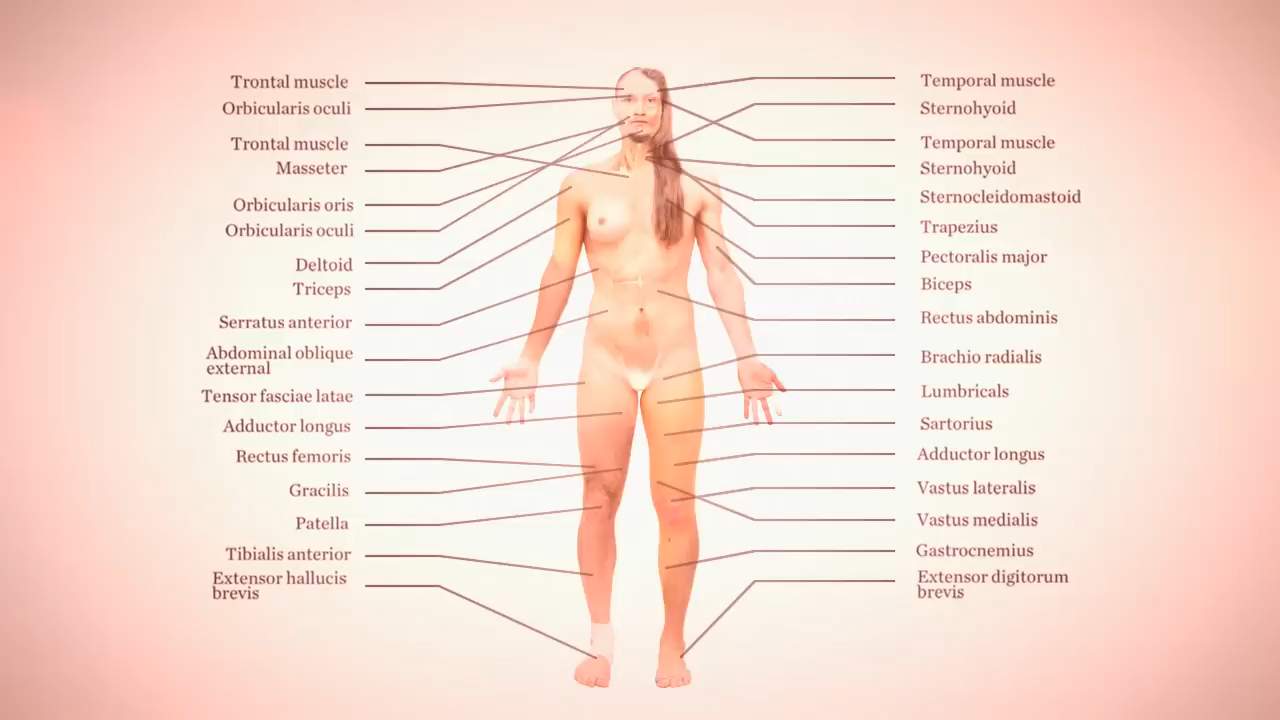 Trontal muscle
Orbicularis oculi
Trontal muscle
Masseter
Orbicularis oris
Orbicularis oculi
Deltoid
Triceps
Serratus anterior
Abdominal oblique
external
Tensor fasciae latae
Adductor longus
Rectus femoris
Gracilis
Patella
Tibialis anterior
Extensor hallucis
brevis
Temporal muscle
Sternohyoid
Temporal muscle
Sternohyoid
Sternocleidomastoid
Trapezius
Pectoralis major
Biceps
Rectus abdominis
Brachio radialis
Lumbricals
Sartorius
Adductor longus
Vastus lateralis
Vastus medialis
Gastrocnemius
Extensor digitorum
brevis